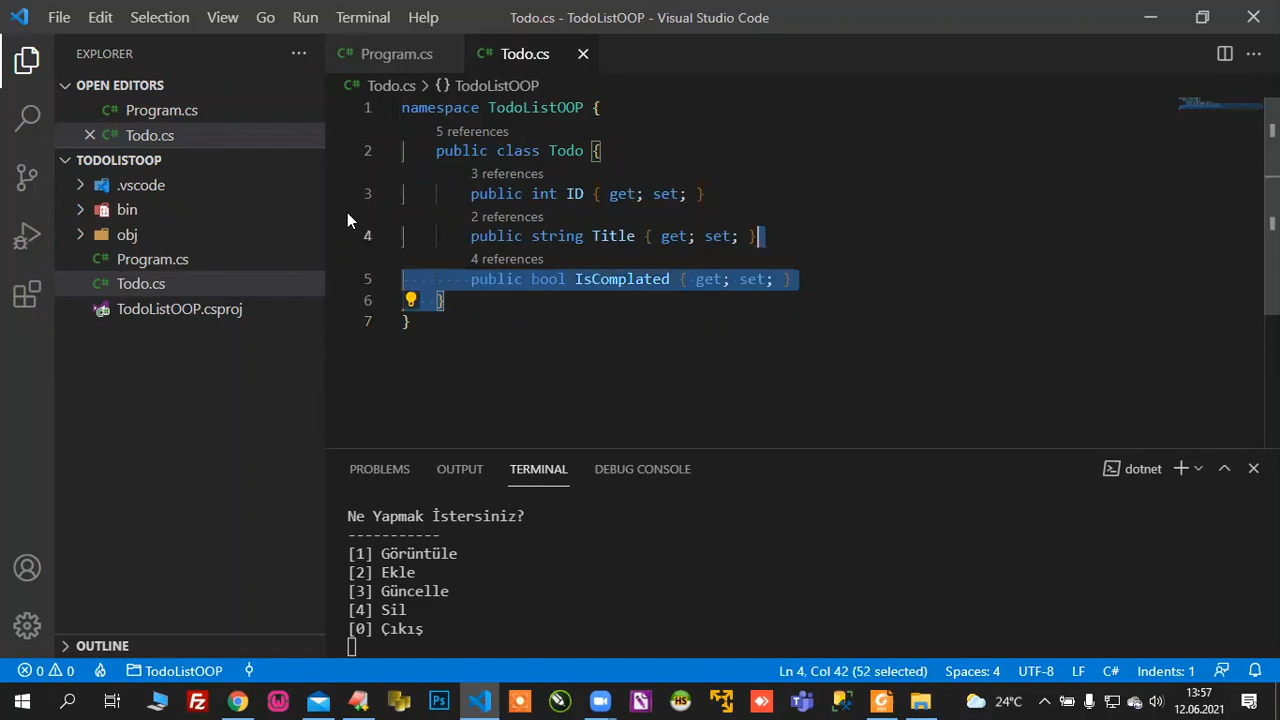 File Edit Selection View Go Run Terminal Help Todo.cs - TodoListOOP - Visual Studio Code
EXPLORER
OPEN EDITORS
C# Program.cs
C# Todo.cs
TODOLISTOOP
.vscode
bin
obj
C# Program.cs
C# Todo.cs
TodoListOOP.csproj
OUTLINE
C# Program.cs C# Todo.cs
C# Todo.cs > {} TodoListOOP
1 namespace TodoListOOP {
5 references
2 public class Todo {
3 references
3 public int ID { get; set; }
2 references
4 public string Title { get; set; }
4 references
5 public bool IsComplated { get; set; }
6 }
7 }
PROBLEMS OUTPUT TERMINAL DEBUG CONSOLE dotnet
Ne Yapmak İstersiniz?
-----------
[1] Görüntüle
[2] Ekle
[3] Güncelle
[4] Sil
[0] Çıkış
0 0 TodoListOOP Ln 4, Col 42 (52 selected) Spaces: 4 UTF-8 LF C# Indents: 1
Ps HS 24°C 13:57
12.06.2021